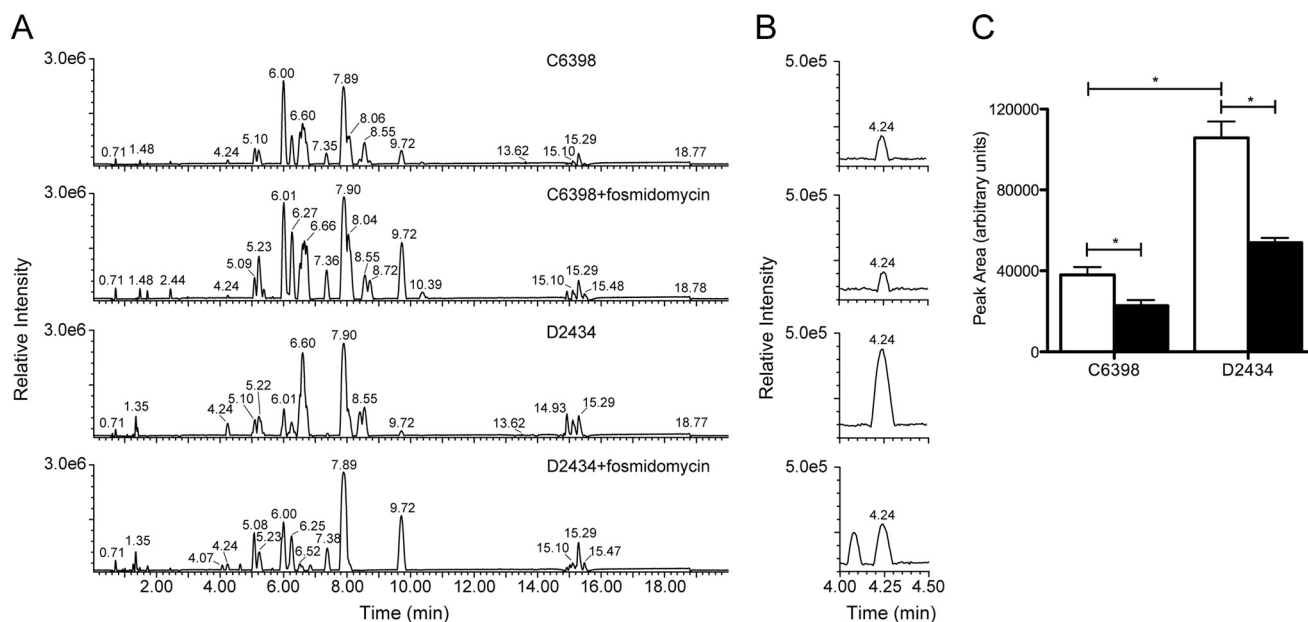 A
B
C
Relative Intensity
3.0e6
C6398
0.71 1.48 4.24 5.10 6.00 6.60 7.35 7.89 8.06 8.55 9.72 13.62 15.10 15.29 18.77
3.0e6
C6398+fosmidomycin
0.71 1.48 2.44 4.24 5.09 5.23 6.01 6.27 6.66 7.36 7.90 8.04 8.55 8.72 9.72 10.39 15.10 15.29 15.48 18.78
3.0e6
D2434
0.71 1.35 4.24 5.10 5.22 6.01 6.60 7.90 8.55 9.72 13.62 14.93 15.29 18.77
3.0e6
D2434+fosmidomycin
0.71 1.35 4.07 4.24 5.08 5.23 6.00 6.25 6.52 7.38 7.89 9.72 15.10 15.29 15.47
2.00 4.00 6.00 8.00 10.00 12.00 14.00 16.00 18.00
Time (min)
Relative Intensity
Relative Intensity
5.0e5
4.24
5.0e5
4.24
5.0e5
4.24
5.0e5
4.24
4.00 4.25 4.50
Time (min)
Relative Intensity
Peak Area (arbitrary units)
120000
80000
40000
0
*
*
*
C6398 D2434